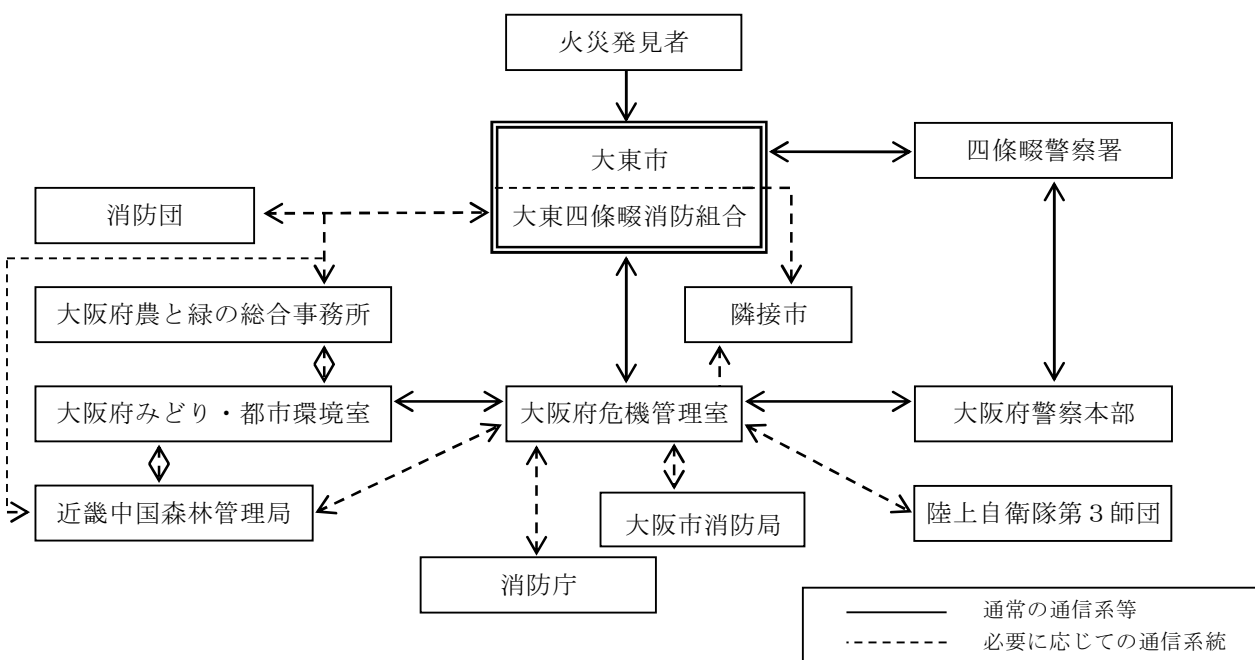 火災発見者
大東市
四條畷警察署
消防団
大東四條畷消防組合
大阪府農と緑の総合事務所
隣接市
大阪府みどり・都市環境室
大阪府危機管理室
大阪府警察本部
近畿中国森林管理局
大阪市消防局
陸上自衛隊第３師団
消防庁
通常の通信系等
必要に応じての通信系統